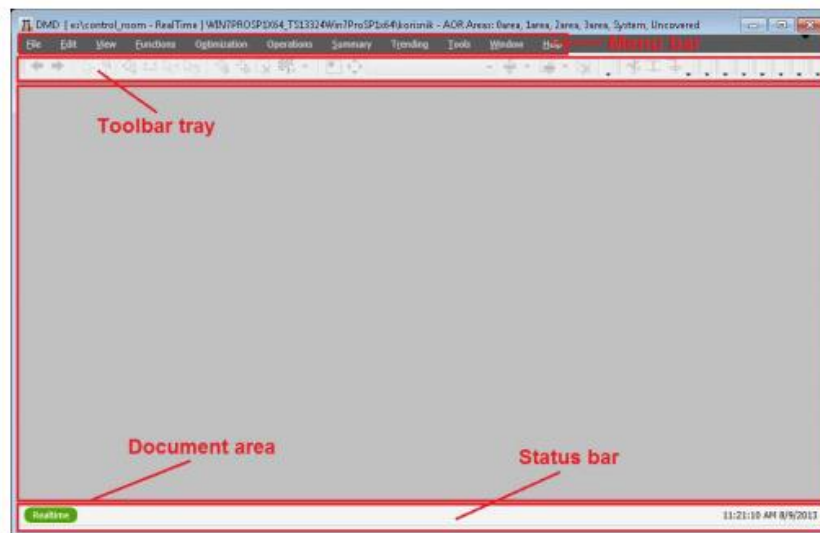 DMD | es\control_room - RealTime | WIN7PROSP1X64_TS13324Win7ProSP1x64\korisnik - AOR Areas: 0area, 1area, 2area, 3area, System, Uncovered
File Edit View Functions Optimization Operations Summary Trending Tools Window Help Menu bar
Toolbar tray
Document area
Status bar
Realtime 11:21:10 AM 8/9/2013